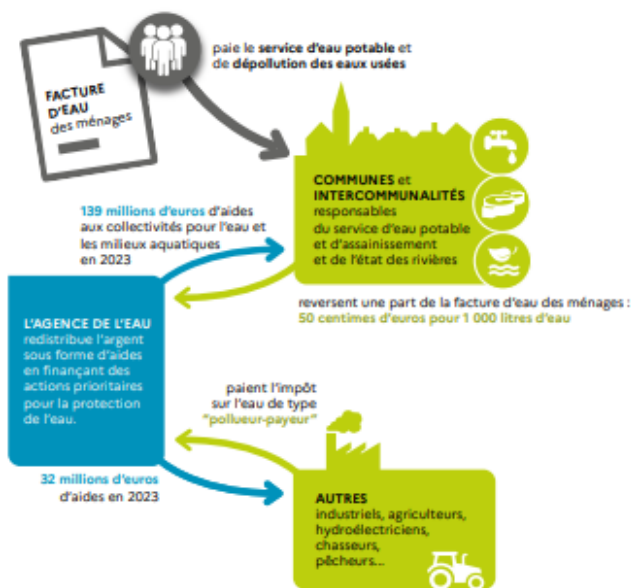 paie le service d'eau potable et
de dépollution des eaux usées
FACTURE
D'EAU
des ménages
COMMUNES et
INTERCOMMUNALITÉS
responsables
du service d'eau potable
et d'assainissement
et de l'état des rivières
139 millions d'euros d'aides
aux collectivités pour l'eau et
les milieux aquatiques
en 2023
reversent une part de la facture d'eau des ménages :
50 centimes d'euros pour 1 000 litres d'eau
L'AGENCE DE L'EAU
redistribue l'argent
sous forme d'aides
en finançant des
actions prioritaires
pour la protection
de l'eau.
paient l'impôt
sur l'eau de type
"pollueur-payeur"
32 millions d'euros
d'aides en 2023
AUTRES
industriels, agriculteurs,
hydroélectriciens,
chasseurs,
pêcheurs...